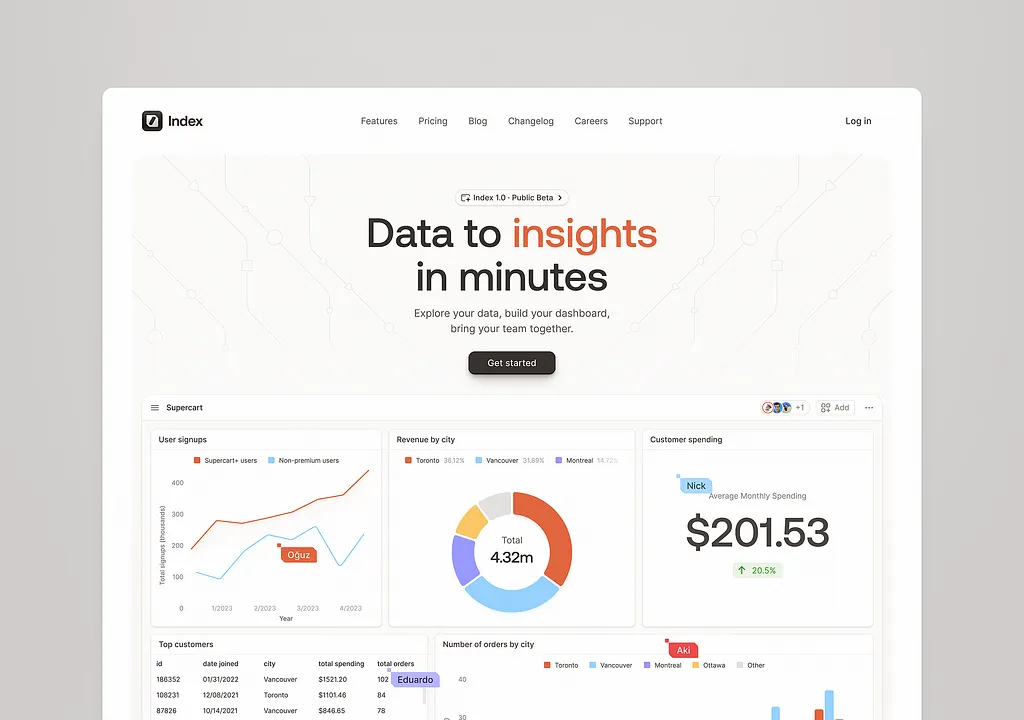 Index
Features Pricing Blog Changelog Careers Support
Log in
Index 1.0 · Public Beta
Data to insights
in minutes
Explore your data, build your dashboard,
bring your team together.
Get started
Supercart
+1
Add
User signups
Supercart+ users Non-premium users
Total signups (thousands)
400
300
200
100
0
1/2023 2/2023 3/2023 4/2023
Year
Oğuz
Revenue by city
Toronto 36.12% Vancouver 31.89% Montreal 14.72%
Total
4.32m
Customer spending
Nick
Average Monthly Spending
$201.53
20.5%
Top customers
id date joined city total spending total orders
186352 01/31/2022 Vancouver $1521.20 102
108231 12/08/2021 Toronto $1101.46 84
87826 10/14/2021 Vancouver $846.65 78
Eduardo
Number of orders by city
Aki
Toronto Vancouver Montreal Ottawa Other
40
30